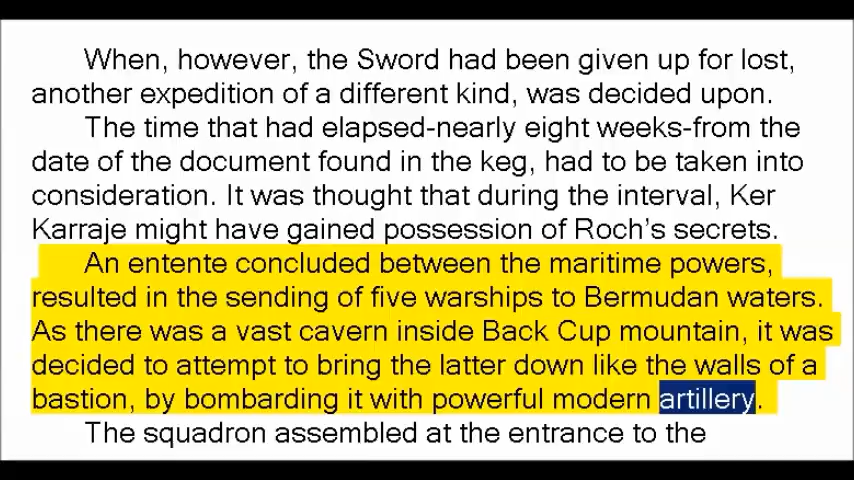 When, however, the Sword had been given up for lost,
another expedition of a different kind, was decided upon.
The time that had elapsed-nearly eight weeks-from the
date of the document found in the keg, had to be taken into
consideration. It was thought that during the interval, Ker
Karraje might have gained possession of Roch's secrets.
An entente concluded between the maritime powers,
resulted in the sending of five warships to Bermudan waters.
As there was a vast cavern inside Back Cup mountain, it was
decided to attempt to bring the latter down like the walls of a
bastion, by bombarding it with powerful modern artillery.
The squadron assembled at the entrance to the